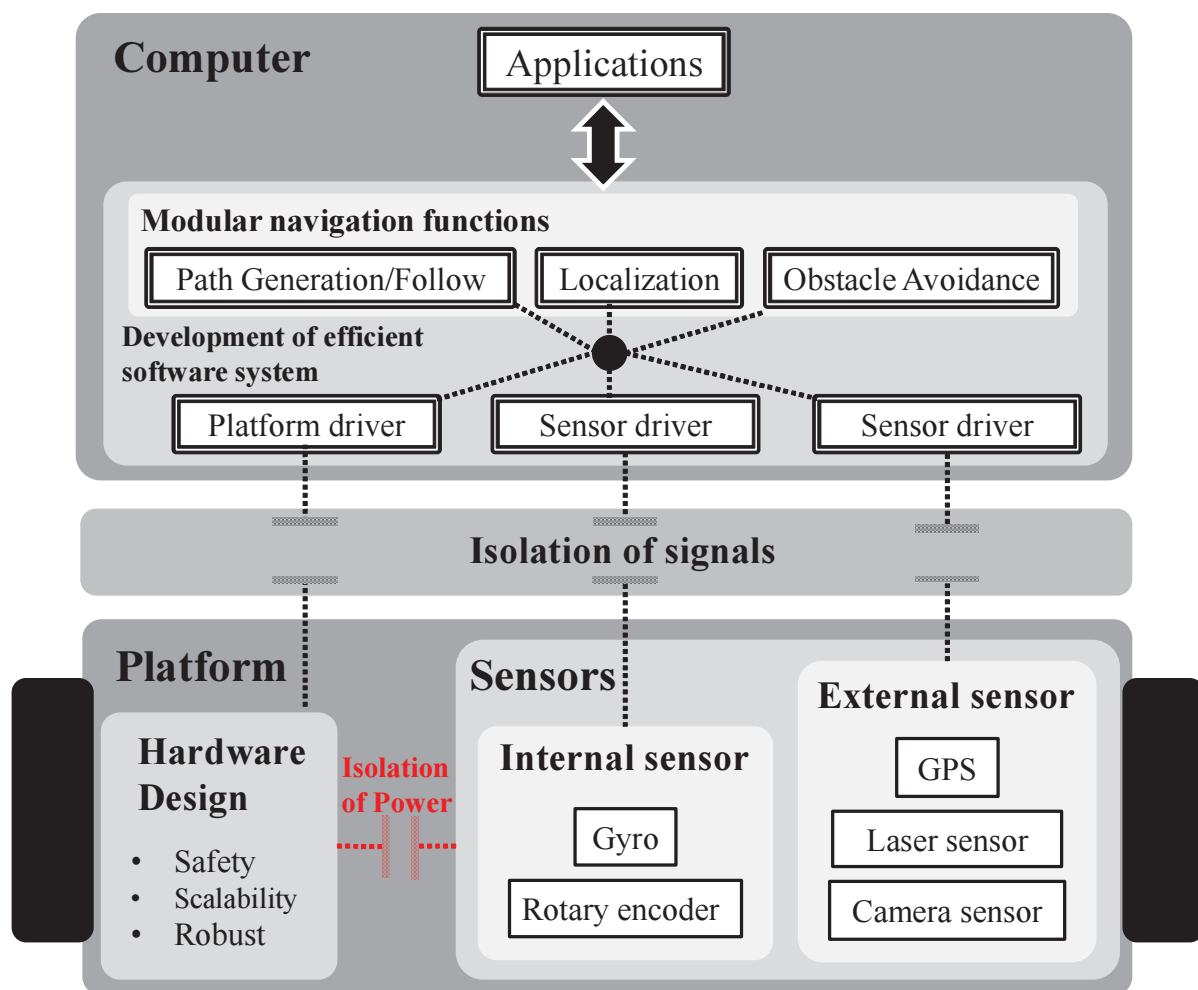 Computer
Applications
Modular navigation functions
Path Generation/Follow
Localization
Obstacle Avoidance
Development of efficient
software system
Platform driver
Sensor driver
Sensor driver
Isolation of signals
Platform
Hardware
Design
• Safety
• Scalability
• Robust
Isolation
of Power
Sensors
Internal sensor
Gyro
Rotary encoder
External sensor
GPS
Laser sensor
Camera sensor